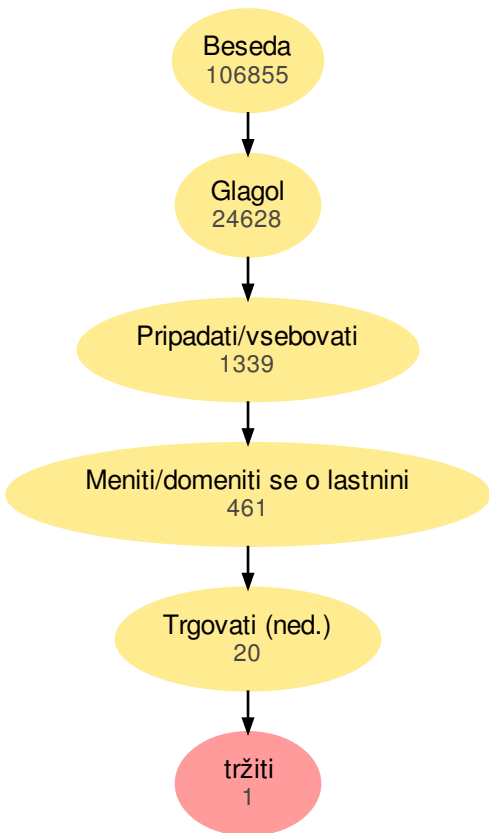 Beseda
106855
Glagol
24628
Pripadati/vsebovati
1339
Meniti/domeniti se o lastnini
461
Trgovati (ned.)
20
tržiti
1